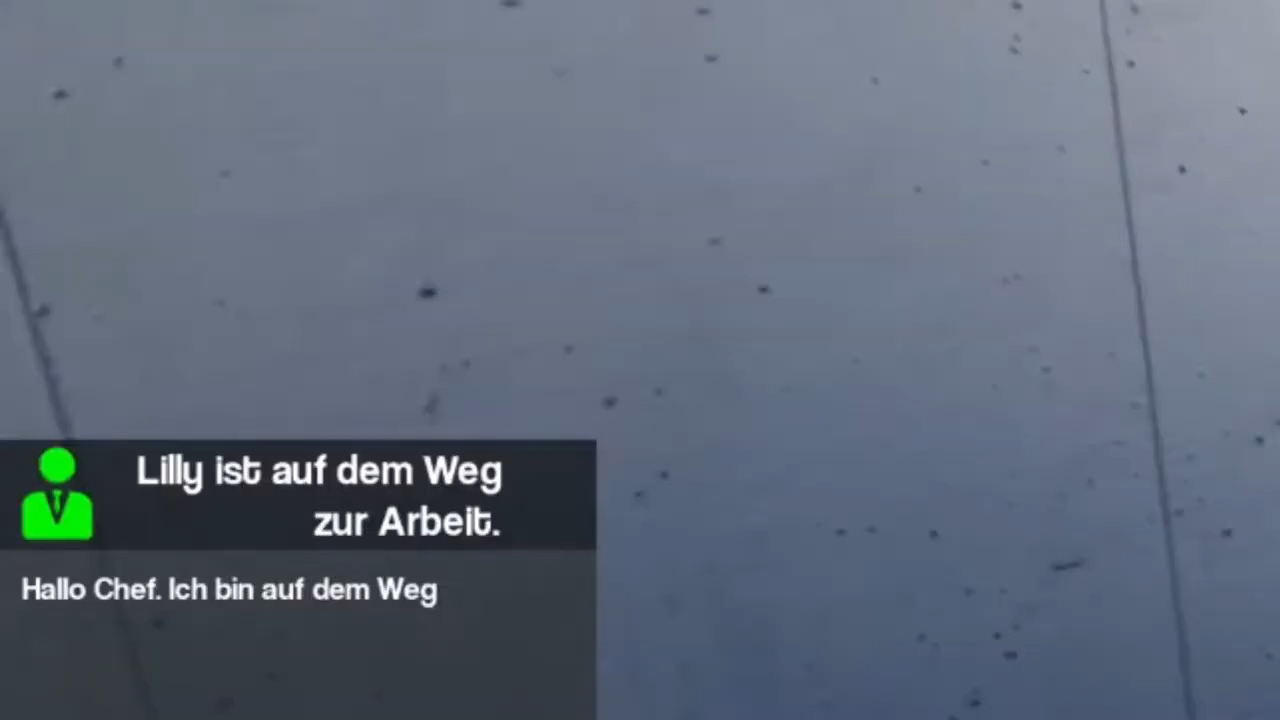 Lilly ist auf dem Weg
zur Arbeit.
Hallo Chef. Ich bin auf dem Weg